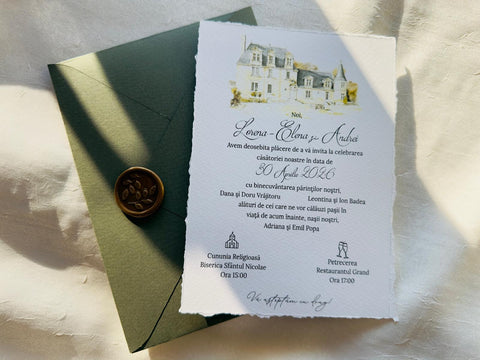 Noi,
Lorena-Elena și Andrei
Avem deosebita plăcere de a vă invita la celebrarea
căsătoriei noastre în data de
30 Aprilie 2026
cu binecuvântarea părinților noștri,
Dana și Doru Vrăjitoru Leontina și Ion Badea
alături de cei care ne vor călăuzi pașii în
viață de acum înainte, nașii noștri,
Adriana și Emil Popa
Cununia Religioasă
Biserica Sfântul Nicolae
Ora 15:00
Petrecerea
Restaurantul Grand
Ora 17:00
Vă așteptăm cu drag!